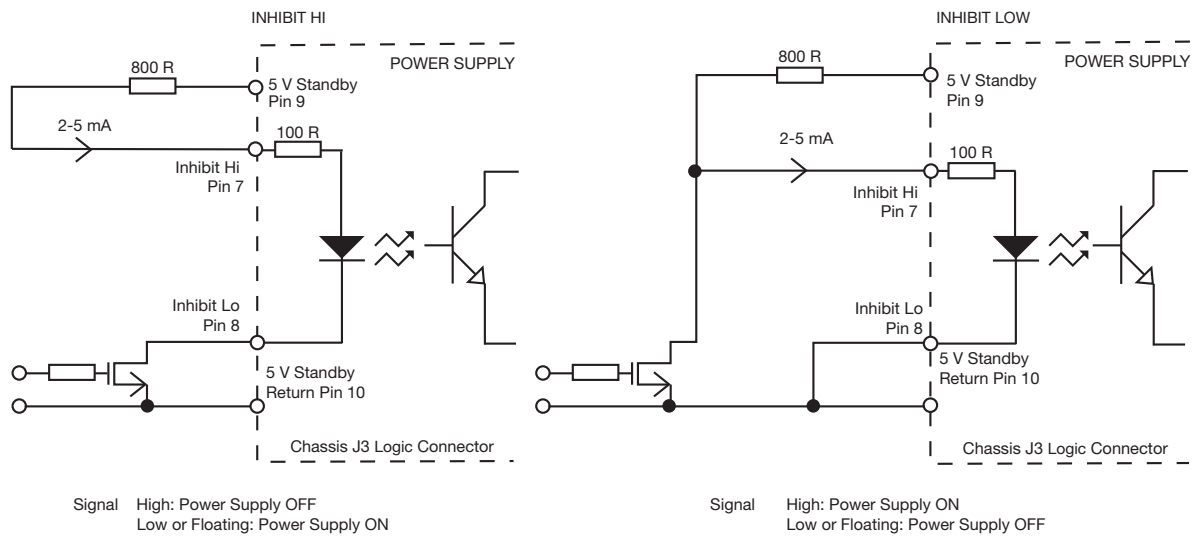 INHIBIT HI
POWER SUPPLY
800 R
5 V Standby
Pin 9
2-5 mA
100 R
Inhibit Hi
Pin 7
Inhibit Lo
Pin 8
5 V Standby
Return Pin 10
Chassis J3 Logic Connector
Signal High: Power Supply OFF
Low or Floating: Power Supply ON
INHIBIT LOW
POWER SUPPLY
800 R
5 V Standby
Pin 9
2-5 mA
100 R
Inhibit Hi
Pin 7
Inhibit Lo
Pin 8
5 V Standby
Return Pin 10
Chassis J3 Logic Connector
Signal High: Power Supply ON
Low or Floating: Power Supply OFF